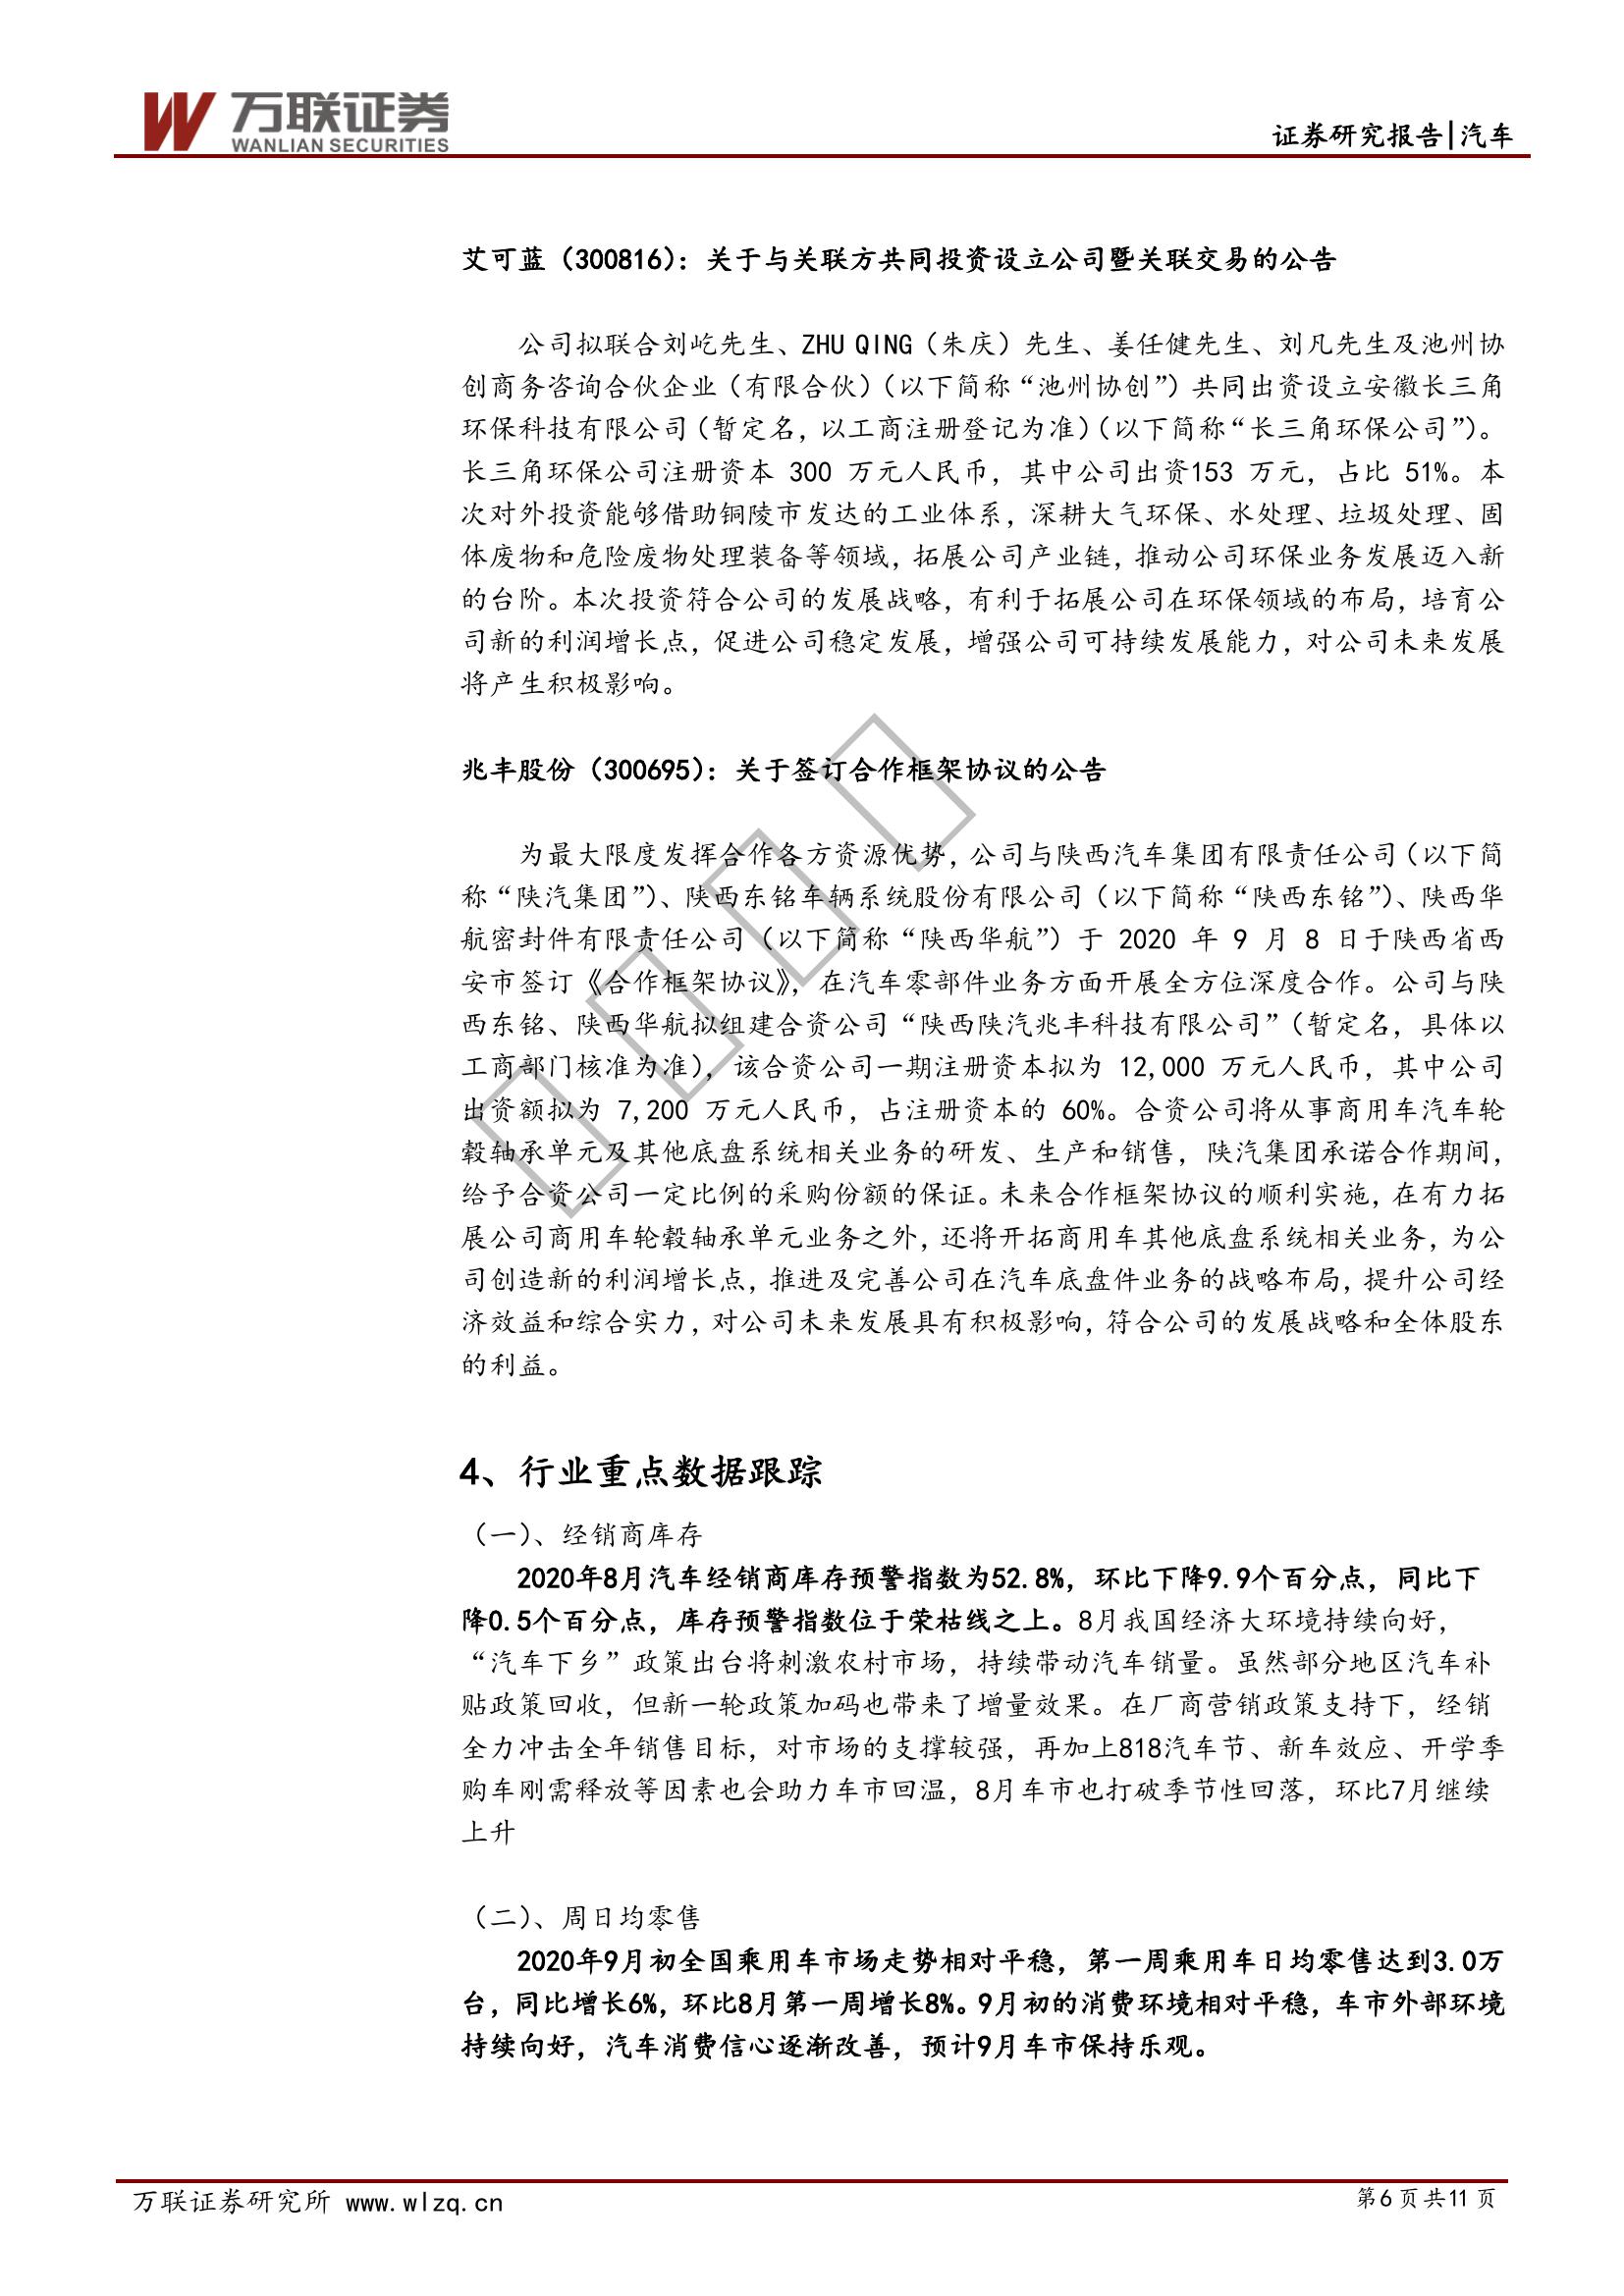 万联证券
WANLIAN SECURITIES
证券研究报告|汽车
艾可蓝（300816）：关于与关联方共同投资设立公司暨关联交易的公告
公司拟联合刘屹先生、ZHU QING（朱庆）先生、姜任健先生、刘凡先生及池州协
创商务咨询合伙企业（有限合伙）（以下简称“池州协创”）共同出资设立安徽长三角
环保科技有限公司（暂定名，以工商注册登记为准）（以下简称“长三角环保公司”）。
长三角环保公司注册资本 300 万元人民币，其中公司出资153 万元，占比 51%。本
次对外投资能够借助铜陵市发达的工业体系，深耕大气环保、水处理、垃圾处理、固
体废物和危险废物处理装备等领域，拓展公司产业链，推动公司环保业务发展迈入新
的台阶。本次投资符合公司的发展战略，有利于拓展公司在环保领域的布局，培育公
司新的利润增长点，促进公司稳定发展，增强公司可持续发展能力，对公司未来发展
将产生积极影响。
兆丰股份（300695）：关于签订合作框架协议的公告
为最大限度发挥合作各方资源优势，公司与陕西汽车集团有限责任公司（以下简
称“陕汽集团”）、陕西东铭车辆系统股份有限公司（以下简称“陕西东铭”）、陕西华
航密封件有限责任公司（以下简称“陕西华航”）于 2020 年 9 月 8 日于陕西省西
安市签订《合作框架协议》，在汽车零部件业务方面开展全方位深度合作。公司与陕
西东铭、陕西华航拟组建合资公司“陕西陕汽兆丰科技有限公司”（暂定名，具体以
工商部门核准为准），该合资公司一期注册资本拟为 12,000 万元人民币，其中公司
出资额拟为 7,200 万元人民币，占注册资本的 60%。合资公司将从事商用车汽车轮
毂轴承单元及其他底盘系统相关业务的研发、生产和销售，陕汽集团承诺合作期间，
给予合资公司一定比例的采购份额的保证。未来合作框架协议的顺利实施，在有力拓
展公司商用车轮毂轴承单元业务之外，还将开拓商用车其他底盘系统相关业务，为公
司创造新的利润增长点，推进及完善公司在汽车底盘件业务的战略布局，提升公司经
济效益和综合实力，对公司未来发展具有积极影响，符合公司的发展战略和全体股东
的利益。
4、行业重点数据跟踪
（一）、经销商库存
2020年8月汽车经销商库存预警指数为52.8%，环比下降9.9个百分点，同比下
降0.5个百分点，库存预警指数位于荣枯线之上。8月我国经济大环境持续向好，
“汽车下乡”政策出台将刺激农村市场，持续带动汽车销量。虽然部分地区汽车补
贴政策回收，但新一轮政策加码也带来了增量效果。在厂商营销政策支持下，经销
全力冲击全年销售目标，对市场的支撑较强，再加上818汽车节、新车效应、开学季
购车刚需释放等因素也会助力车市回温，8月车市也打破季节性回落，环比7月继续
上升
（二）、周日均零售
2020年9月初全国乘用车市场走势相对平稳，第一周乘用车日均零售达到3.0万
台，同比增长6%，环比8月第一周增长8%。9月初的消费环境相对平稳，车市外部环境
持续向好，汽车消费信心逐渐改善，预计9月车市保持乐观。
万联证券研究所 www.wlzq.cn
第6页共11页